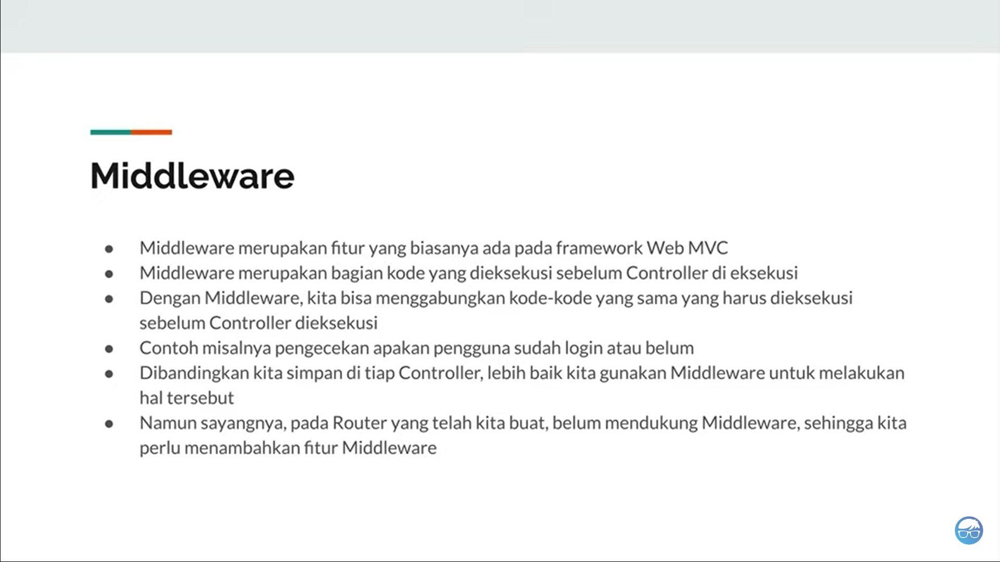 Middleware
● Middleware merupakan fitur yang biasanya ada pada framework Web MVC
● Middleware merupakan bagian kode yang dieksekusi sebelum Controller di eksekusi
● Dengan Middleware, kita bisa menggabungkan kode-kode yang sama yang harus dieksekusi
sebelum Controller dieksekusi
● Contoh misalnya pengecekan apakan pengguna sudah login atau belum
● Dibandingkan kita simpan di tiap Controller, lebih baik kita gunakan Middleware untuk melakukan
hal tersebut
● Namun sayangnya, pada Router yang telah kita buat, belum mendukung Middleware, sehingga kita
perlu menambahkan fitur Middleware